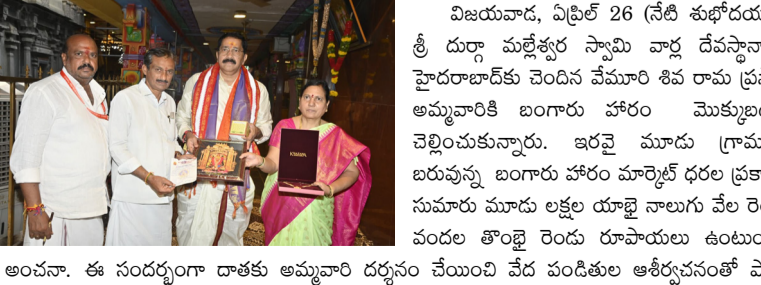 విజయవాడ, ఏప్రిల్ 26 (నేటి శుభోదయ
శ్రీ దుర్గా మల్లేశ్వర స్వామి వార్ల దేవస్థా
హైదరాబాద్‌కు చెందిన వేమూరి శివ రామ ప్ర
అమ్మవారికి బంగారు హారం మొక్కుబ
చెల్లించుకున్నారు. ఇరవై మూడు గ్రామ
బరువున్న బంగారు హారం మార్కెట్ ధరల ప్రకా
సుమారు మూడు లక్షల యాభై నాలుగు వేల రె
వందల తొంభై రెండు రూపాయలు ఉంటుం
అంచనా. ఈ సందర్భంగా దాతకు అమ్మవారి దర్శనం చేయించి వేద పండితుల ఆశీర్వచనంతో